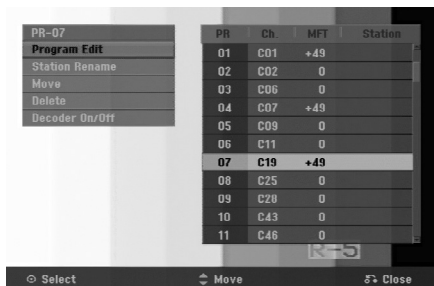 PR-07
Program Edit
Station Rename
Move
Delete
Decoder On/Off
PR Ch. MFT Station
01 C01 +49
02 C02 0
03 C06 0
04 C07 +49
05 C09 0
06 C11 0
07 C19 +49
08 C25 0
09 C28 0
10 C43 0
11 C46 0
R-5
Select Move Close